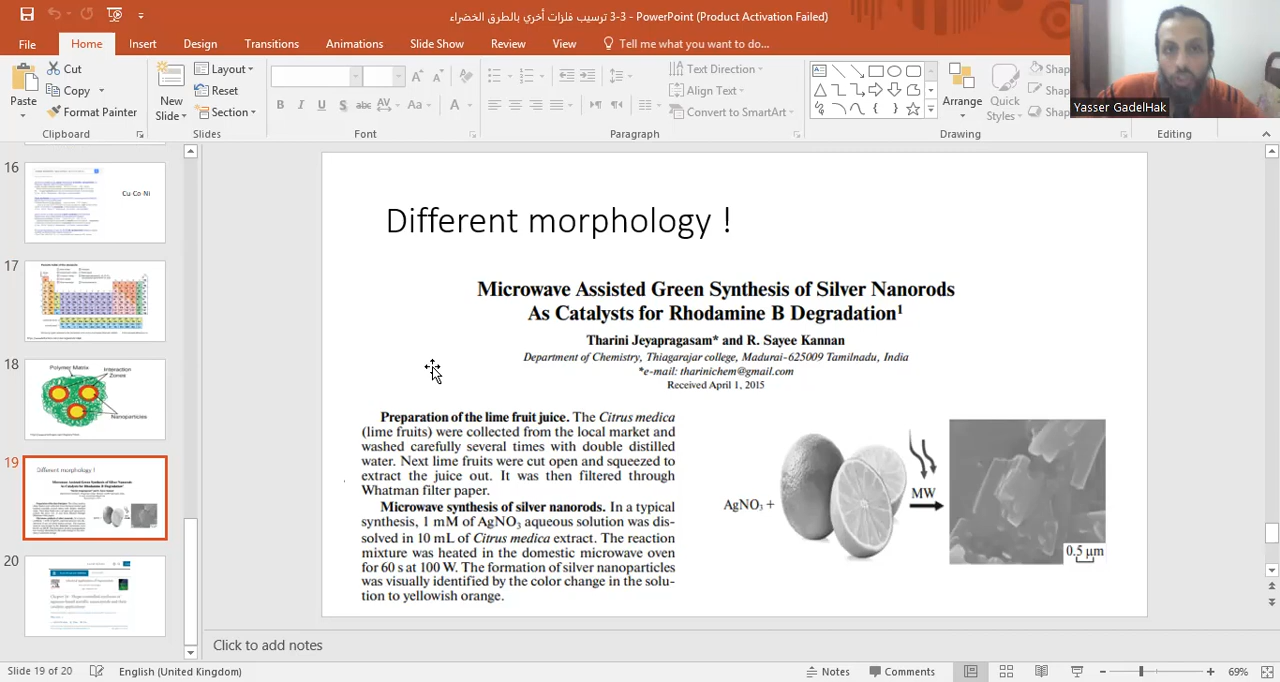 3-3 ترسيب فلزات أخري بالطرق الخضراء - PowerPoint (Product Activation Failed)
File Home Insert Design Transitions Animations Slide Show Review View Tell me what you want to do...
Cut
Copy
Format Painter
Paste
Clipboard
New
Slide
Layout
Reset
Section
Slides
B I U S abc AV Aa A
Font
Text Direction
Align Text
Convert to SmartArt
Paragraph
Arrange
Quick
Styles
Drawing
Editing
Yasser GadelHak
16
Cu Co Ni
17
18
Polymer Matrix
Interaction
Zones
Nanoparticles
19
Different morphology !
20
Different morphology !
Microwave Assisted Green Synthesis of Silver Nanorods
As Catalysts for Rhodamine B Degradation¹
Tharini Jeyapragasam* and R. Sayee Kannan
Department of Chemistry, Thiagarajar college, Madurai-625009 Tamilnadu, India
*e-mail: tharinichem@gmail.com
Received April 1, 2015
Preparation of the lime fruit juice. The Citrus medica
(lime fruits) were collected from the local market and
washed carefully several times with double distilled
water. Next lime fruits were cut open and squeezed to
extract the juice out. It was then filtered through
Whatman filter paper.
Microwave synthesis of silver nanorods. In a typical
synthesis, 1 mM of AgNO₃ aqueous solution was dis-
solved in 10 mL of Citrus medica extract. The reaction
mixture was heated in the domestic microwave oven
for 60 s at 100 W. The formation of silver nanoparticles
was visually identified by the color change in the solu-
tion to yellowish orange.
AgNO₃ +
MW
0.5 μm
Click to add notes
Slide 19 of 20 English (United Kingdom) Notes Comments 69%